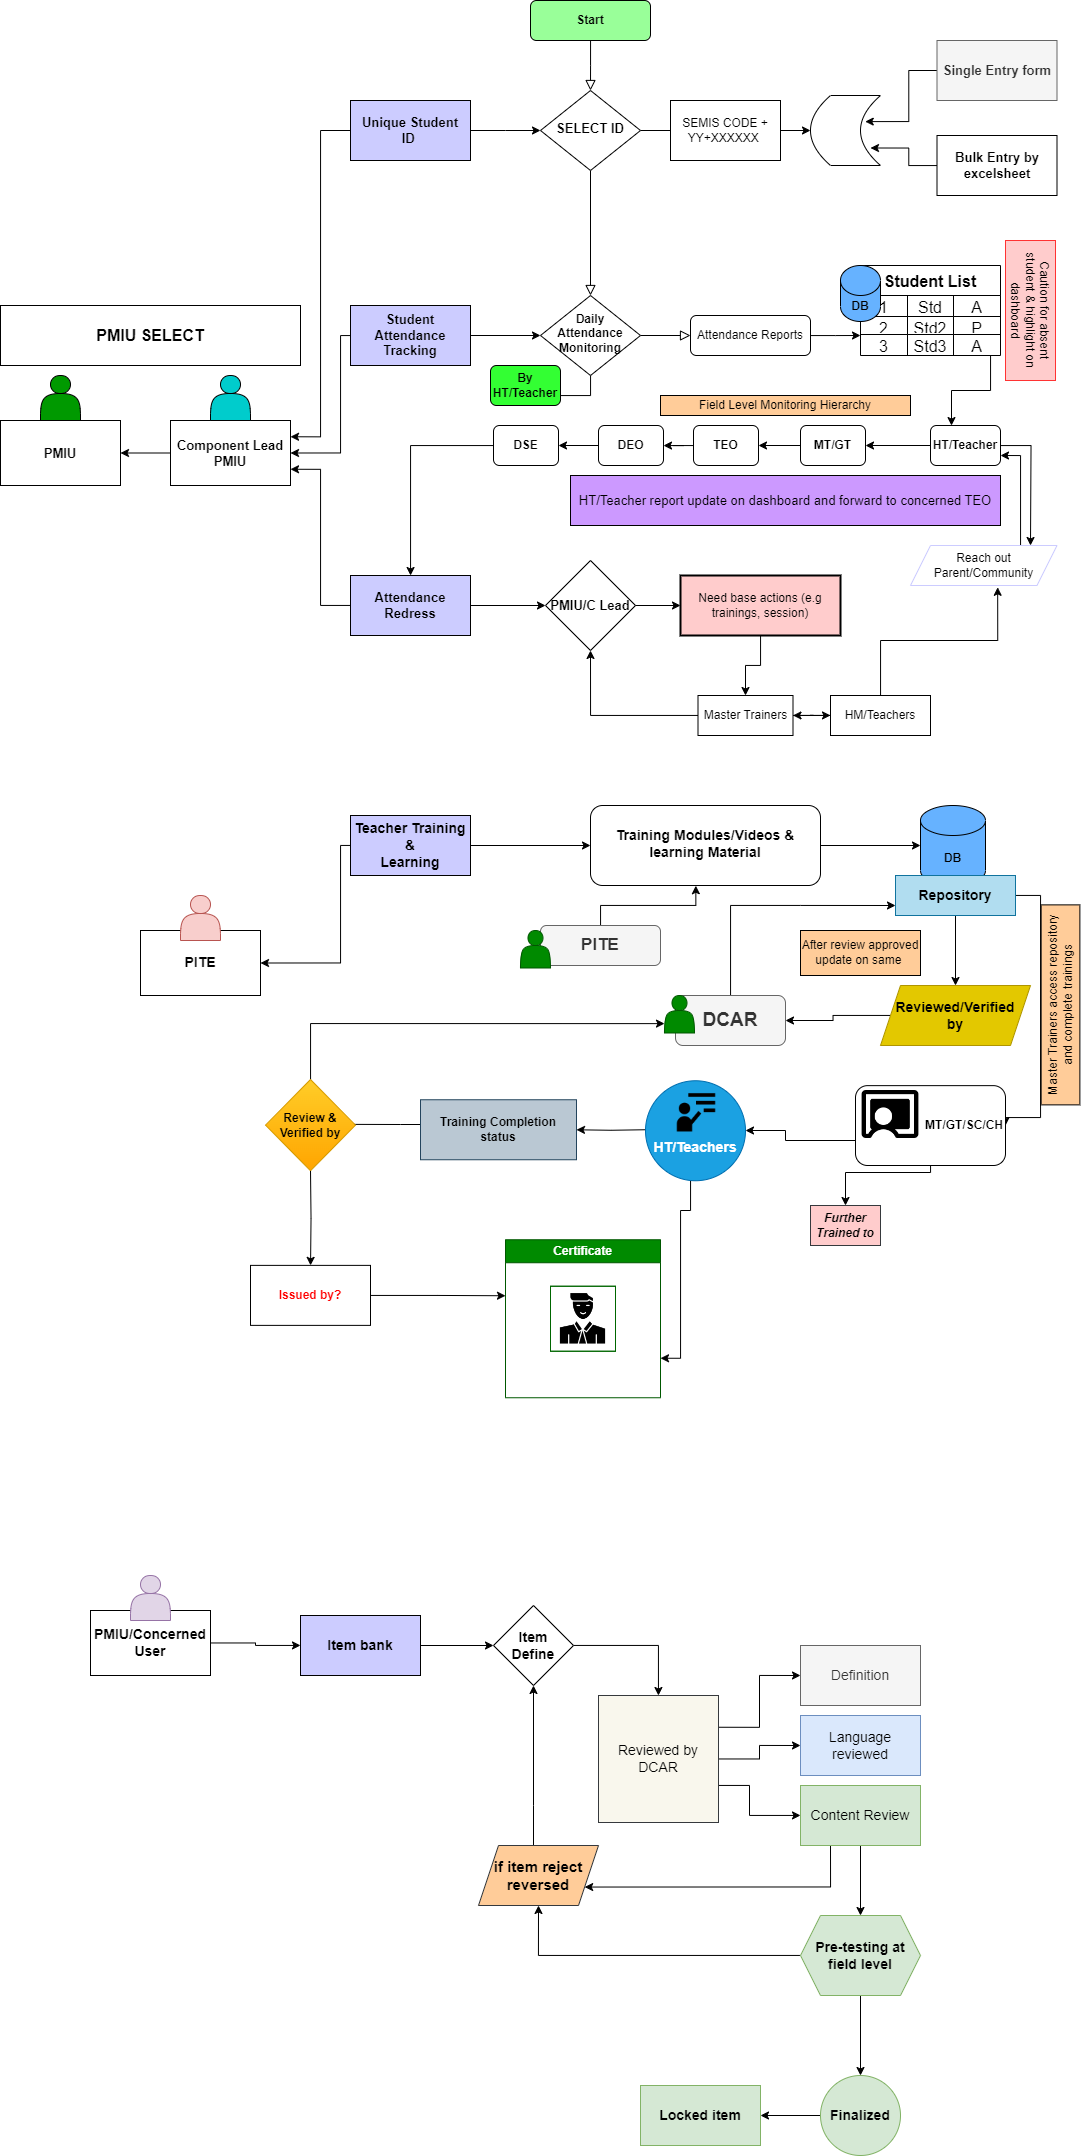 Start
Single Entry form
Unique Student
ID
SELECT ID
SEMIS CODE +
YY+XXXXXX
Bulk Entry by
excelsheet
Caution for absent
student & highlight on
dashboard
Student List
DB
1 Std A
2 Std2 P
3 Std3 A
PMIU SELECT
Student
Attendance
Tracking
Daily
Attendance
Monitoring
Attendance Reports
By
HT/Teacher
Field Level Monitoring Hierarchy
PMIU
Component Lead
PMIU
DSE
DEO
TEO
MT/GT
HT/Teacher
HT/Teacher report update on dashboard and forward to concerned TEO
Reach out
Parent/Community
Attendance
Redress
PMIU/C Lead
Need base actions (e.g
trainings, session)
Master Trainers
HM/Teachers
Teacher Training
&
Learning
Training Modules/Videos &
learning Material
DB
Repository
PITE
PITE
After review approved
update on same
Master Trainers access repository
and complete trainings
DCAR
Reviewed/Verified
by
Review &
Verified by
Training Completion
status
HT/Teachers
MT/GT/SC/CH
Further
Trained to
Certificate
Issued by?
PMIU/Concerned
User
Item bank
Item
Define
Definition
Reviewed by
DCAR
Language
reviewed
Content Review
if item reject
reversed
Pre-testing at
field level
Locked item
Finalized